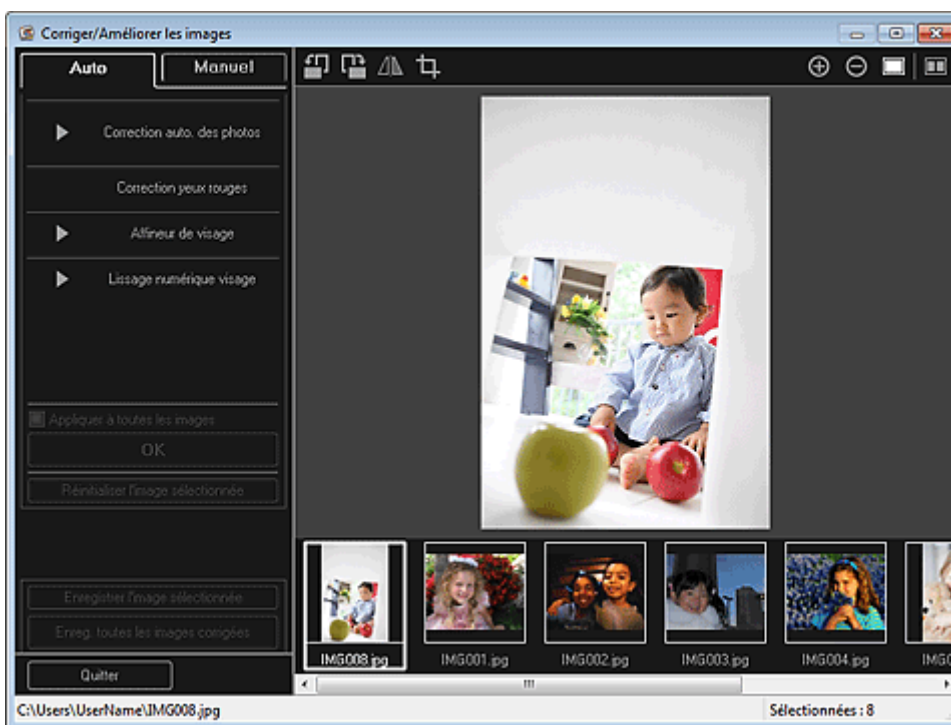 Corriger/Améliorer les images
Auto
Manuel
Correction auto. des photos
Correction yeux rouges
Affineur de visage
Lissage numérique visage
Appliquer à toutes les images
OK
Réinitialiser l'image sélectionnée
Enregistrer l'image sélectionnée
Enreg. toutes les images corrigées
Quitter
IMG008.jpg
IMG001.jpg
IMG002.jpg
IMG003.jpg
IMG004.jpg
C:\Users\UserName\IMG008.jpg
Sélectionnées : 8